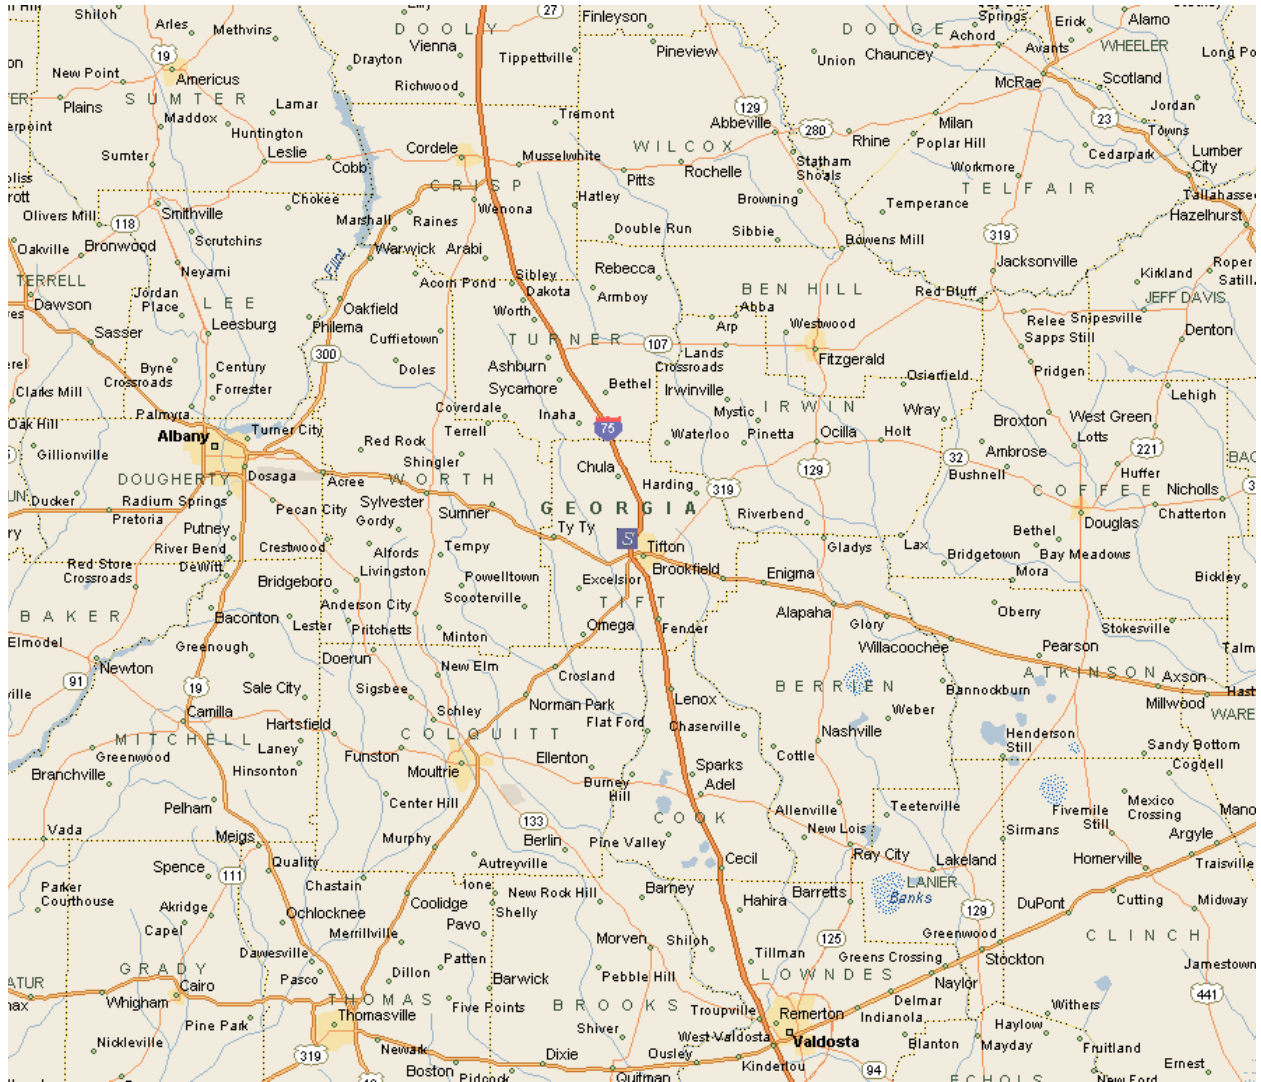 Shiloh
Arles
Methvins
DOOLY
27
Finleyson
DODGE
Springs
Erick
Alamo
19
Vienna
Drayton
Tippettville
Pineview
Union
Chauncey
Achord
Avants
WHEELER
New Point
Americus
Richwood
McRae
Scotland
Plains
SUMTER
Lamar
129
Jordan
Maddox
Huntington
Tremont
Abbeville
280
Milan
23
Towns
Sumter
Leslie
Cordele
Musselwhite
WILCOX
Rhine
Poplar Hill
Cedarpark
Lumber
City
Cobb
Pitts
Rochelle
Statham
Shoals
Workmore
TELFAIR
CRISP
Chokee
Hatley
Browning
Temperance
Tallahassee
Olivers Mill
118
Smithville
Marshall
Raines
Wenona
Hazelhurst
Oakville
Bronwood
Scrutchins
Double Run
Sibbie
Bowens Mill
319
Warwick
Arabi
Flint
Neyami
Rebecca
Jacksonville
Kirkland
Roper
TERRELL
Jordan
Place
LEE
Acorn Pond
Sibley
Dakota
Armboy
BEN HILL
Red Bluff
JEFF DAVIS
Dawson
Oakfield
Worth
Abba
Sasser
Leesburg
Philema
Cuffietown
TURNER
107
Arp
Westwood
Relee
Snipesville
Denton
300
Lands
Crossroads
Fitzgerald
Sapps Still
Byne
Crossroads
Century
Forrester
Doles
Ashburn
Sycamore
Bethel
Irwinville
Osierfield
Pridgen
Clarks Mill
Lehigh
Palmyra
Coverdale
Inaha
75
Mystic
IRWIN
Wray
Broxton
West Green
Oak Hill
Albany
Turner City
Red Rock
Terrell
Waterloo
Pinetta
Ocilla
Holt
Lotts
Gillionville
Shingler
Chula
129
32
Ambrose
221
Bushnell
Huffer
DOUGHERTY
Dosaga
Acree
WORTH
Harding
319
COFFEE
Nicholls
Ducker
Radium Springs
Sylvester
GEORGIA
Pretoria
Pecan City
Gordy
Sumner
Ty Ty
S
Riverbend
Douglas
Chatterton
Putney
Crestwood
Tempy
Tifton
Gladys
Lax
Bethel
River Bend
Alfords
Brookfield
Bridgetown
Bay Meadows
Red Store
Crossroads
DeWitt
Bridgeboro
Livingston
Powelltown
Excelsior
Enigma
Mora
Bickley
Scooterville
TIFT
BAKER
Baconton
Anderson City
Alapaha
Oberry
Lester
Pritchetts
Minton
Omega
Fender
Glory
Stokesville
Elmodel
Greenough
Doerun
Willacoochee
Pearson
Newton
New Elm
Crosland
ATKINSON
91
19
Sale City
Sigsbee
BERRIEN
Bannockburn
Axson
Lenox
Millwood
Camilla
Hartsfield
Schley
Norman Park
Weber
WARE
Flat Ford
Chaserville
MITCHELL
Laney
COLQUITT
Nashville
Henderson
Still
Sandy Bottom
Greenwood
Funston
Ellenton
Cottle
Cogdell
Branchville
Hinsonton
Moultrie
Sparks
Burney
Hill
Adel
Pelham
Center Hill
Allenville
Teeterville
Fivemile
Still
Mexico
Crossing
133
COOK
New Lois
Vada
Meigs
Murphy
Berlin
Pine Valley
Sirmans
Argyle
Spence
Quality
Autreyville
Cecil
Ray City
Lakeland
Homerville
Traisville
111
Parker
Courthouse
Chastain
Ione
New Rock Hill
Barney
Barretts
LANIER
Banks
Akridge
Ochlocknee
Coolidge
Shelly
Hahira
129
DuPont
Cutting
Midway
Capel
Merrillville
Pavo
Morven
Shiloh
125
Greenwood
CLINCH
Dawesville
Patten
Tillman
Greens Crossing
Stockton
GRADY
Pasco
Dillon
Barwick
Pebble Hill
LOWNDES
Jamestown
Cairo
Naylor
441
Whigham
THOMAS
Five Points
BROOKS
Troupville
Remerton
Delmar
Withers
Thomasville
Indianola
Pine Park
Shiver
West Valdosta
Haylow
Nickleville
319
Newark
Dixie
Ousley
Valdosta
Blanton
Mayday
Fruitland
Boston
Pidcock
Quitman
Kinderlou
94
ECHOLS
Ernest
New Ford